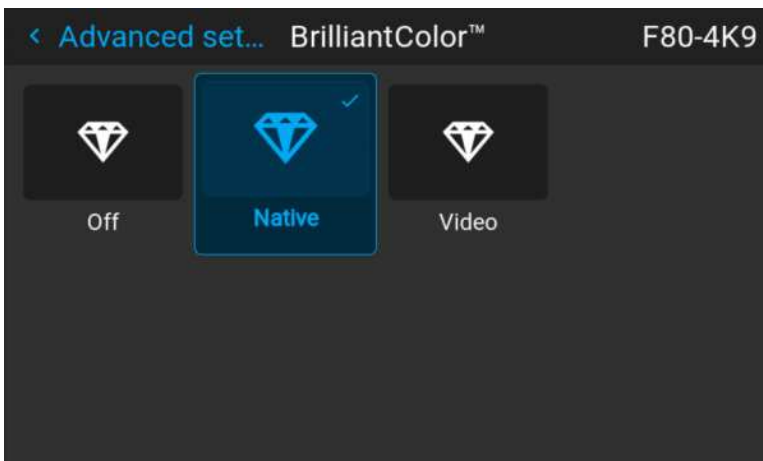 < Advanced set... BrilliantColor™ F80-4K9
Off Native Video